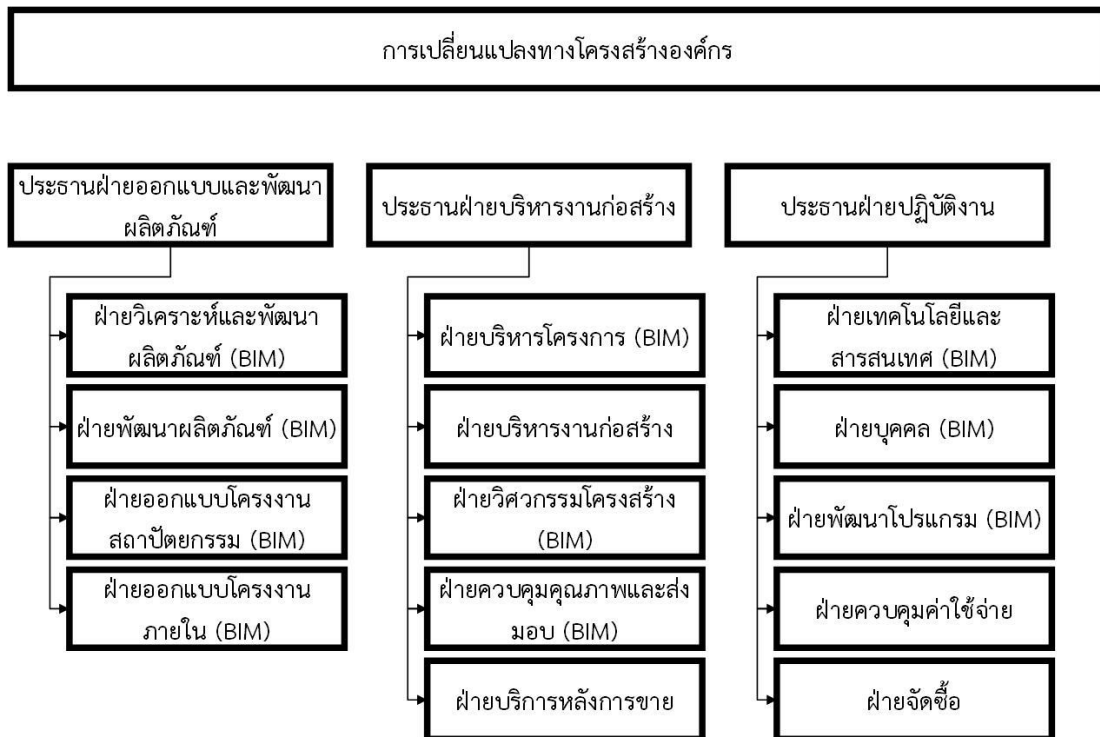 การเปลี่ยนแปลงทางโครงสร้างองค์กร
ประธานฝ่ายออกแบบและพัฒนา
ผลิตภัณฑ์
ฝ่ายวิเคราะห์และพัฒนา
ผลิตภัณฑ์ (BIM)
ฝ่ายพัฒนาผลิตภัณฑ์ (BIM)
ฝ่ายออกแบบโครงงาน
สถาปัตยกรรม (BIM)
ฝ่ายออกแบบโครงงาน
ภายใน (BIM)
ประธานฝ่ายบริหารงานก่อสร้าง
ฝ่ายบริหารโครงการ (BIM)
ฝ่ายบริหารงานก่อสร้าง
ฝ่ายวิศวกรรมโครงสร้าง
(BIM)
ฝ่ายควบคุมคุณภาพและส่ง
มอบ (BIM)
ฝ่ายบริการหลังการขาย
ประธานฝ่ายปฏิบัติงาน
ฝ่ายเทคโนโลยีและ
สารสนเทศ (BIM)
ฝ่ายบุคคล (BIM)
ฝ่ายพัฒนาโปรแกรม (BIM)
ฝ่ายควบคุมค่าใช้จ่าย
ฝ่ายจัดซื้อ